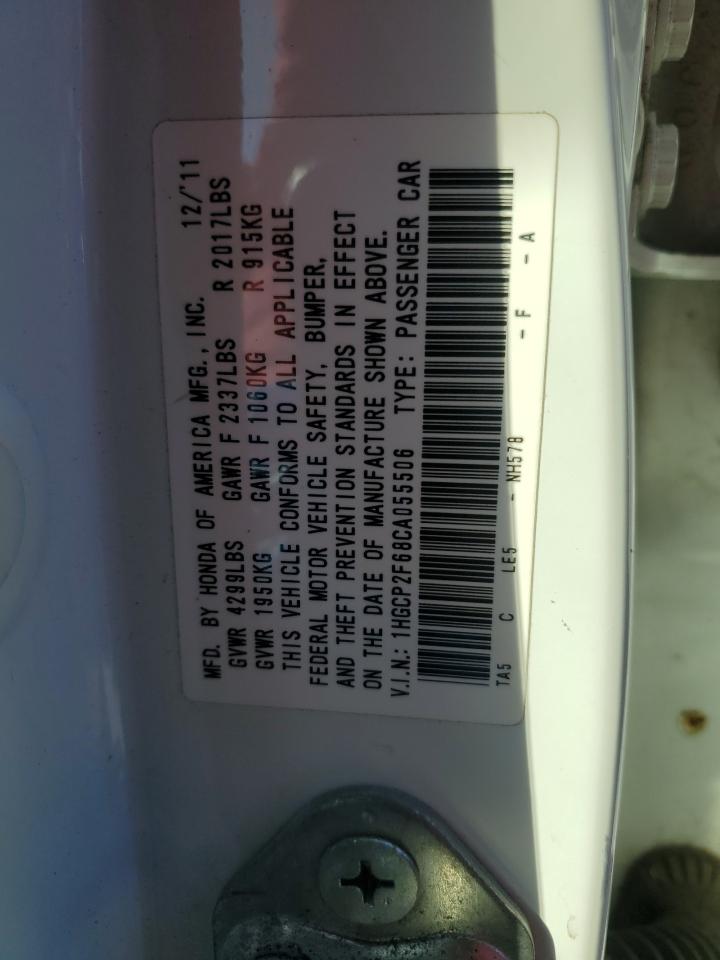 MFD. BY HONDA OF AMERICA MFG., INC. 12/'11
GVWR 4299LBS GAWR F 2337LBS R 2017LBS
GVWR 1950KG GAWR F 1060KG R 915KG
THIS VEHICLE CONFORMS TO ALL APPLICABLE
FEDERAL MOTOR VEHICLE SAFETY, BUMPER,
AND THEFT PREVENTION STANDARDS IN EFFECT
ON THE DATE OF MANUFACTURE SHOWN ABOVE.
V.I.N.: 1HGCP2F68CA055506 TYPE: PASSENGER CAR
TA5 C LE5 - NH578 - F - A